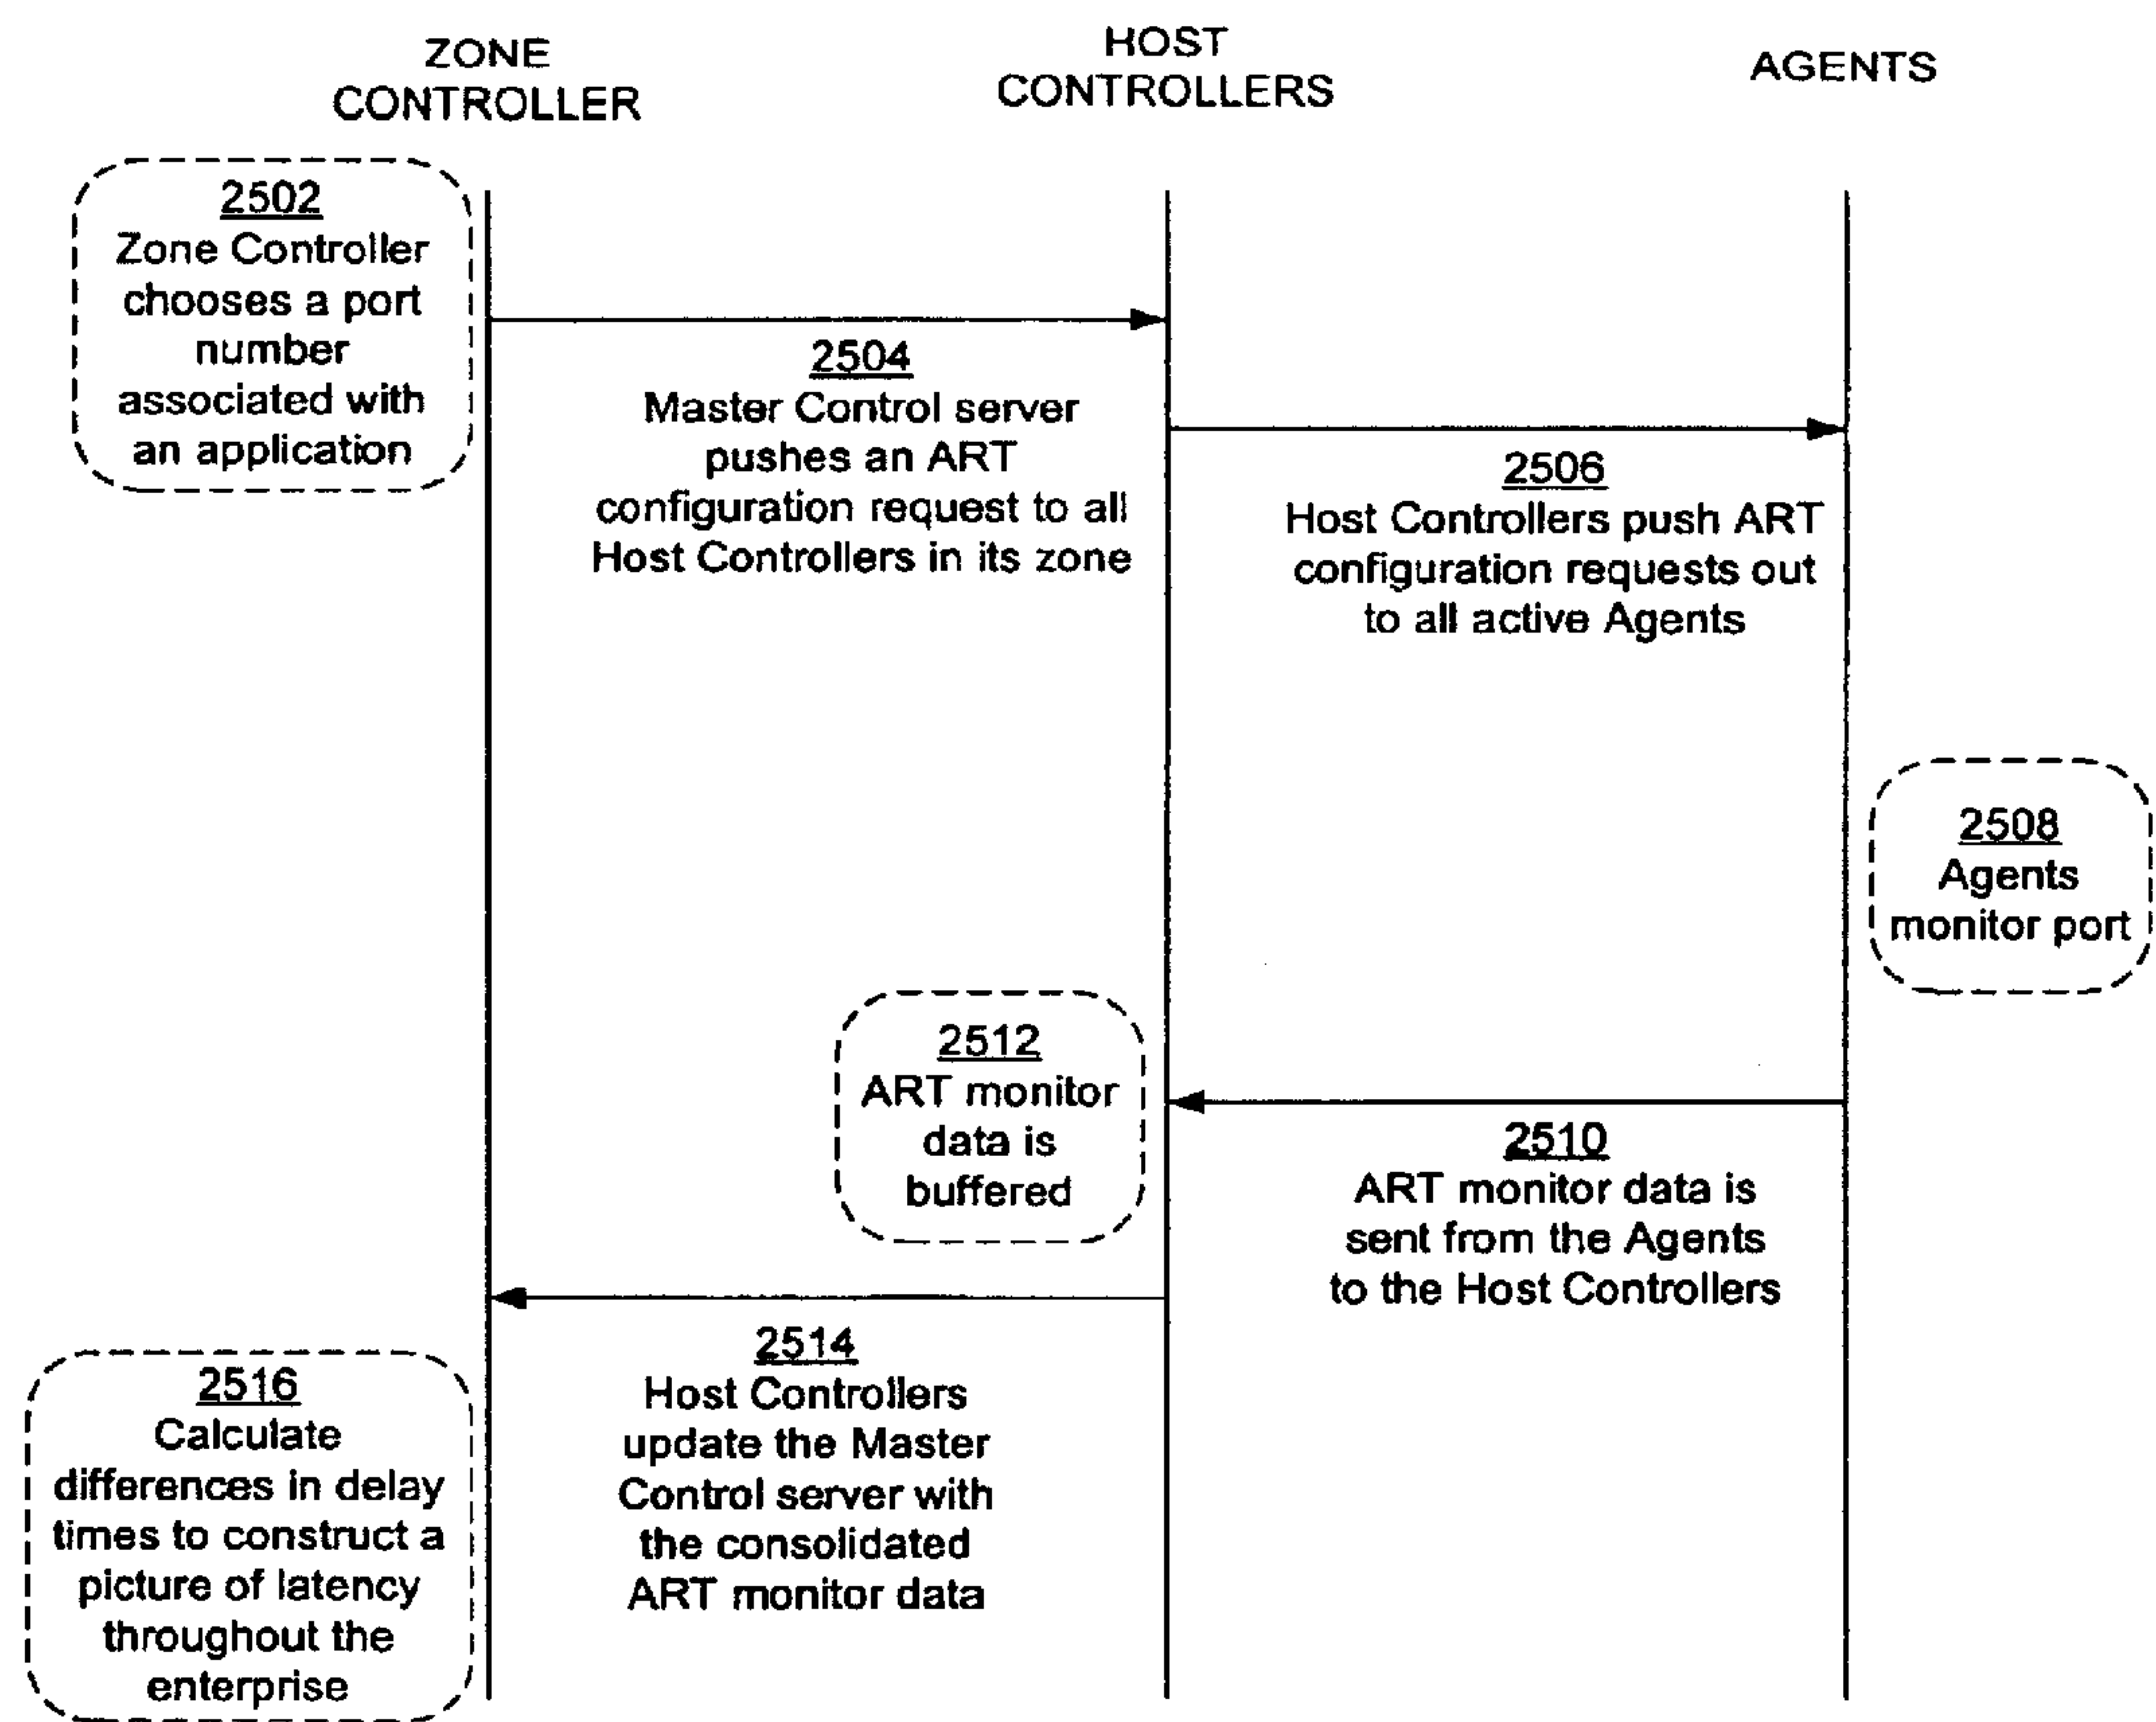 ZONE
CONTROLLER
HOST
CONTROLLERS
AGENTS
2502
Zone Controller
chooses a port
number
associated with
an application
2504
Master Control server
pushes an ART
configuration request to all
Host Controllers in its zone
2506
Host Controllers push ART
configuration requests out
to all active Agents
2508
Agents
monitor port
2510
ART monitor data is
sent from the Agents
to the Host Controllers
2512
ART monitor
data is
buffered
2514
Host Controllers
update the Master
Control server with
the consolidated
ART monitor data
2516
Calculate
differences in delay
times to construct a
picture of latency
throughout the
enterprise